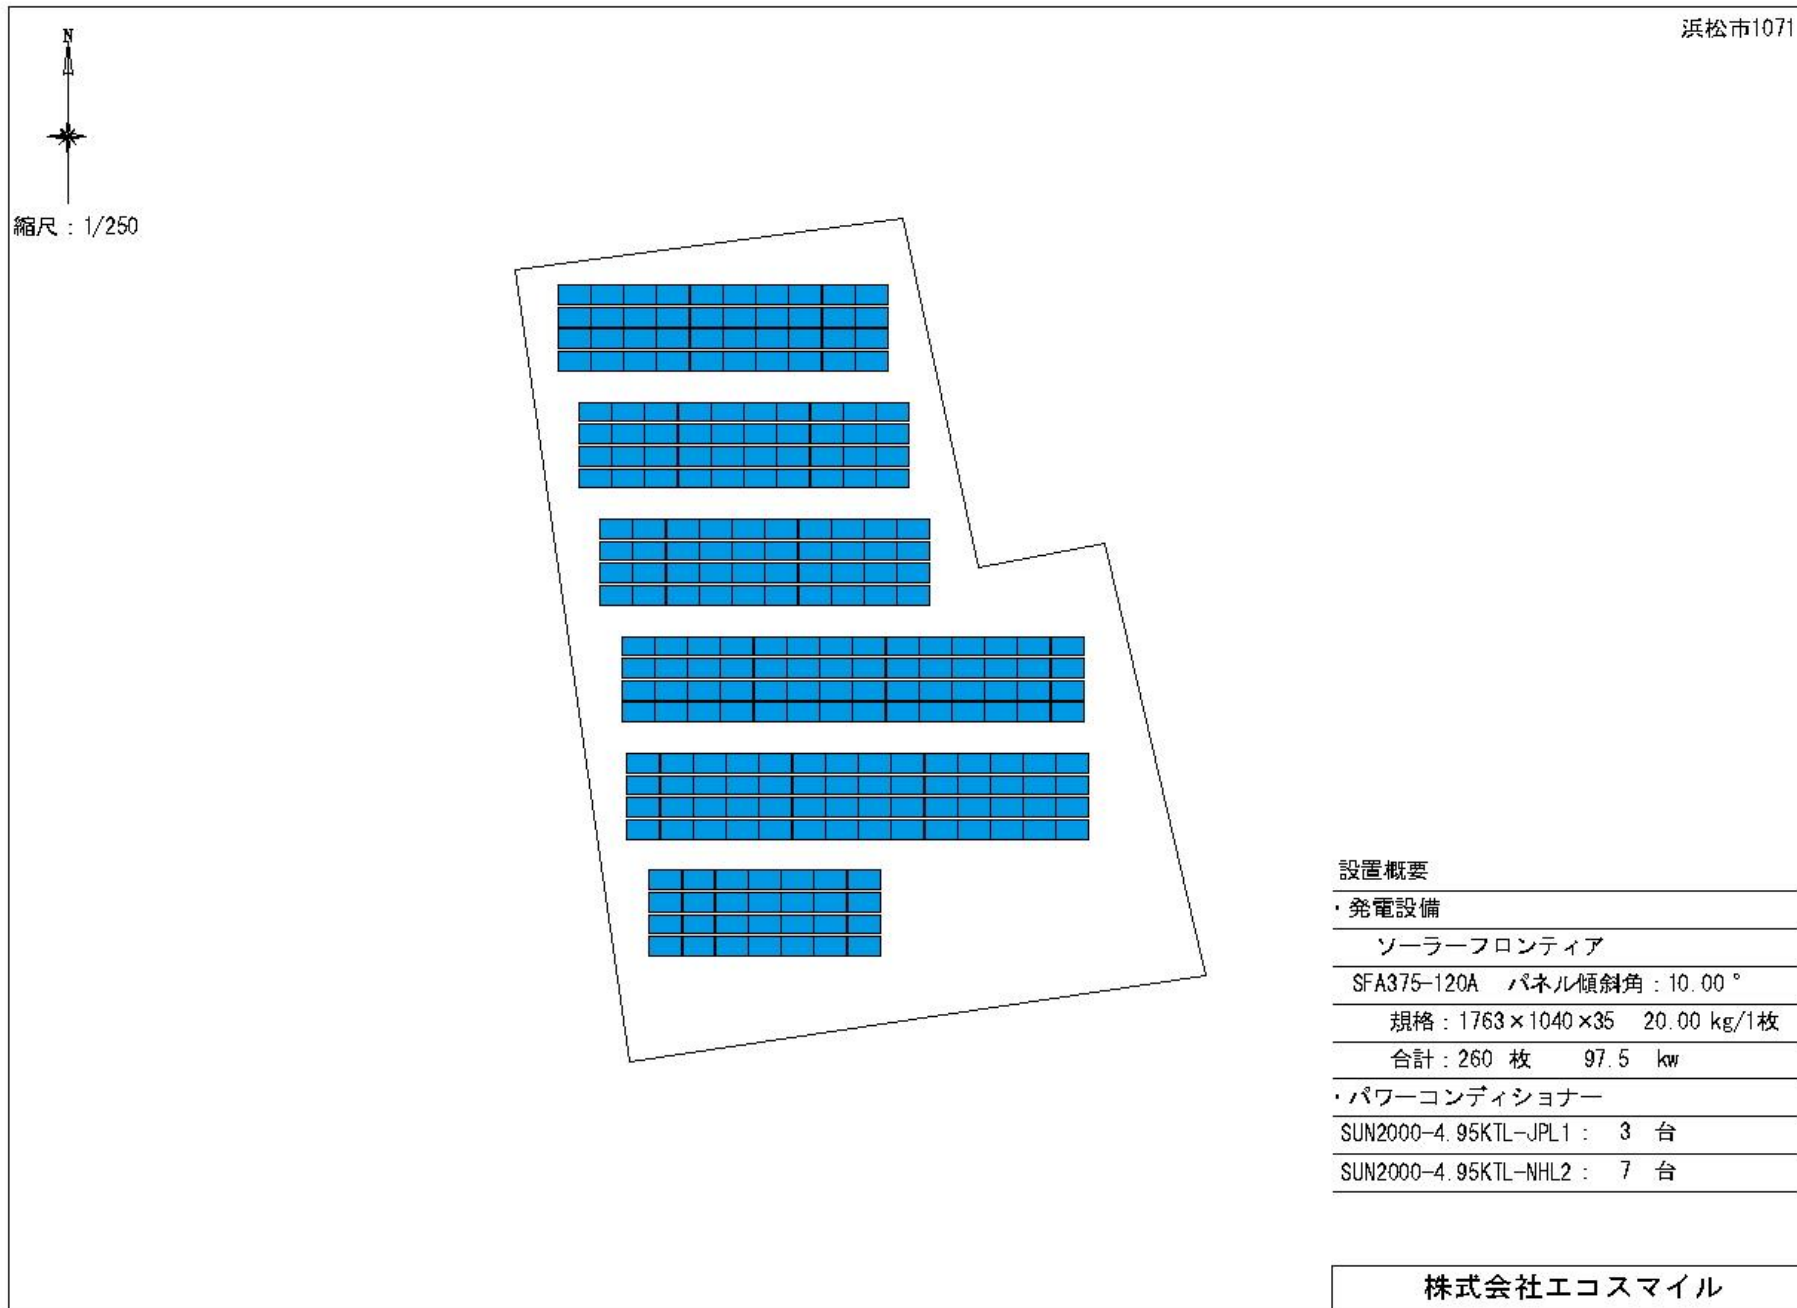 浜松市1071
N
縮尺：1/250
設置概要
・発電設備
ソーラーフロンティア
SFA375-120A パネル傾斜角：10.00°
規格：1763×1040×35 20.00 kg/1枚
合計：260 枚 97.5 kw
・パワーコンディショナー
SUN2000-4.95KTL-JPL1： 3 台
SUN2000-4.95KTL-NHL2： 7 台
株式会社エコスマイル